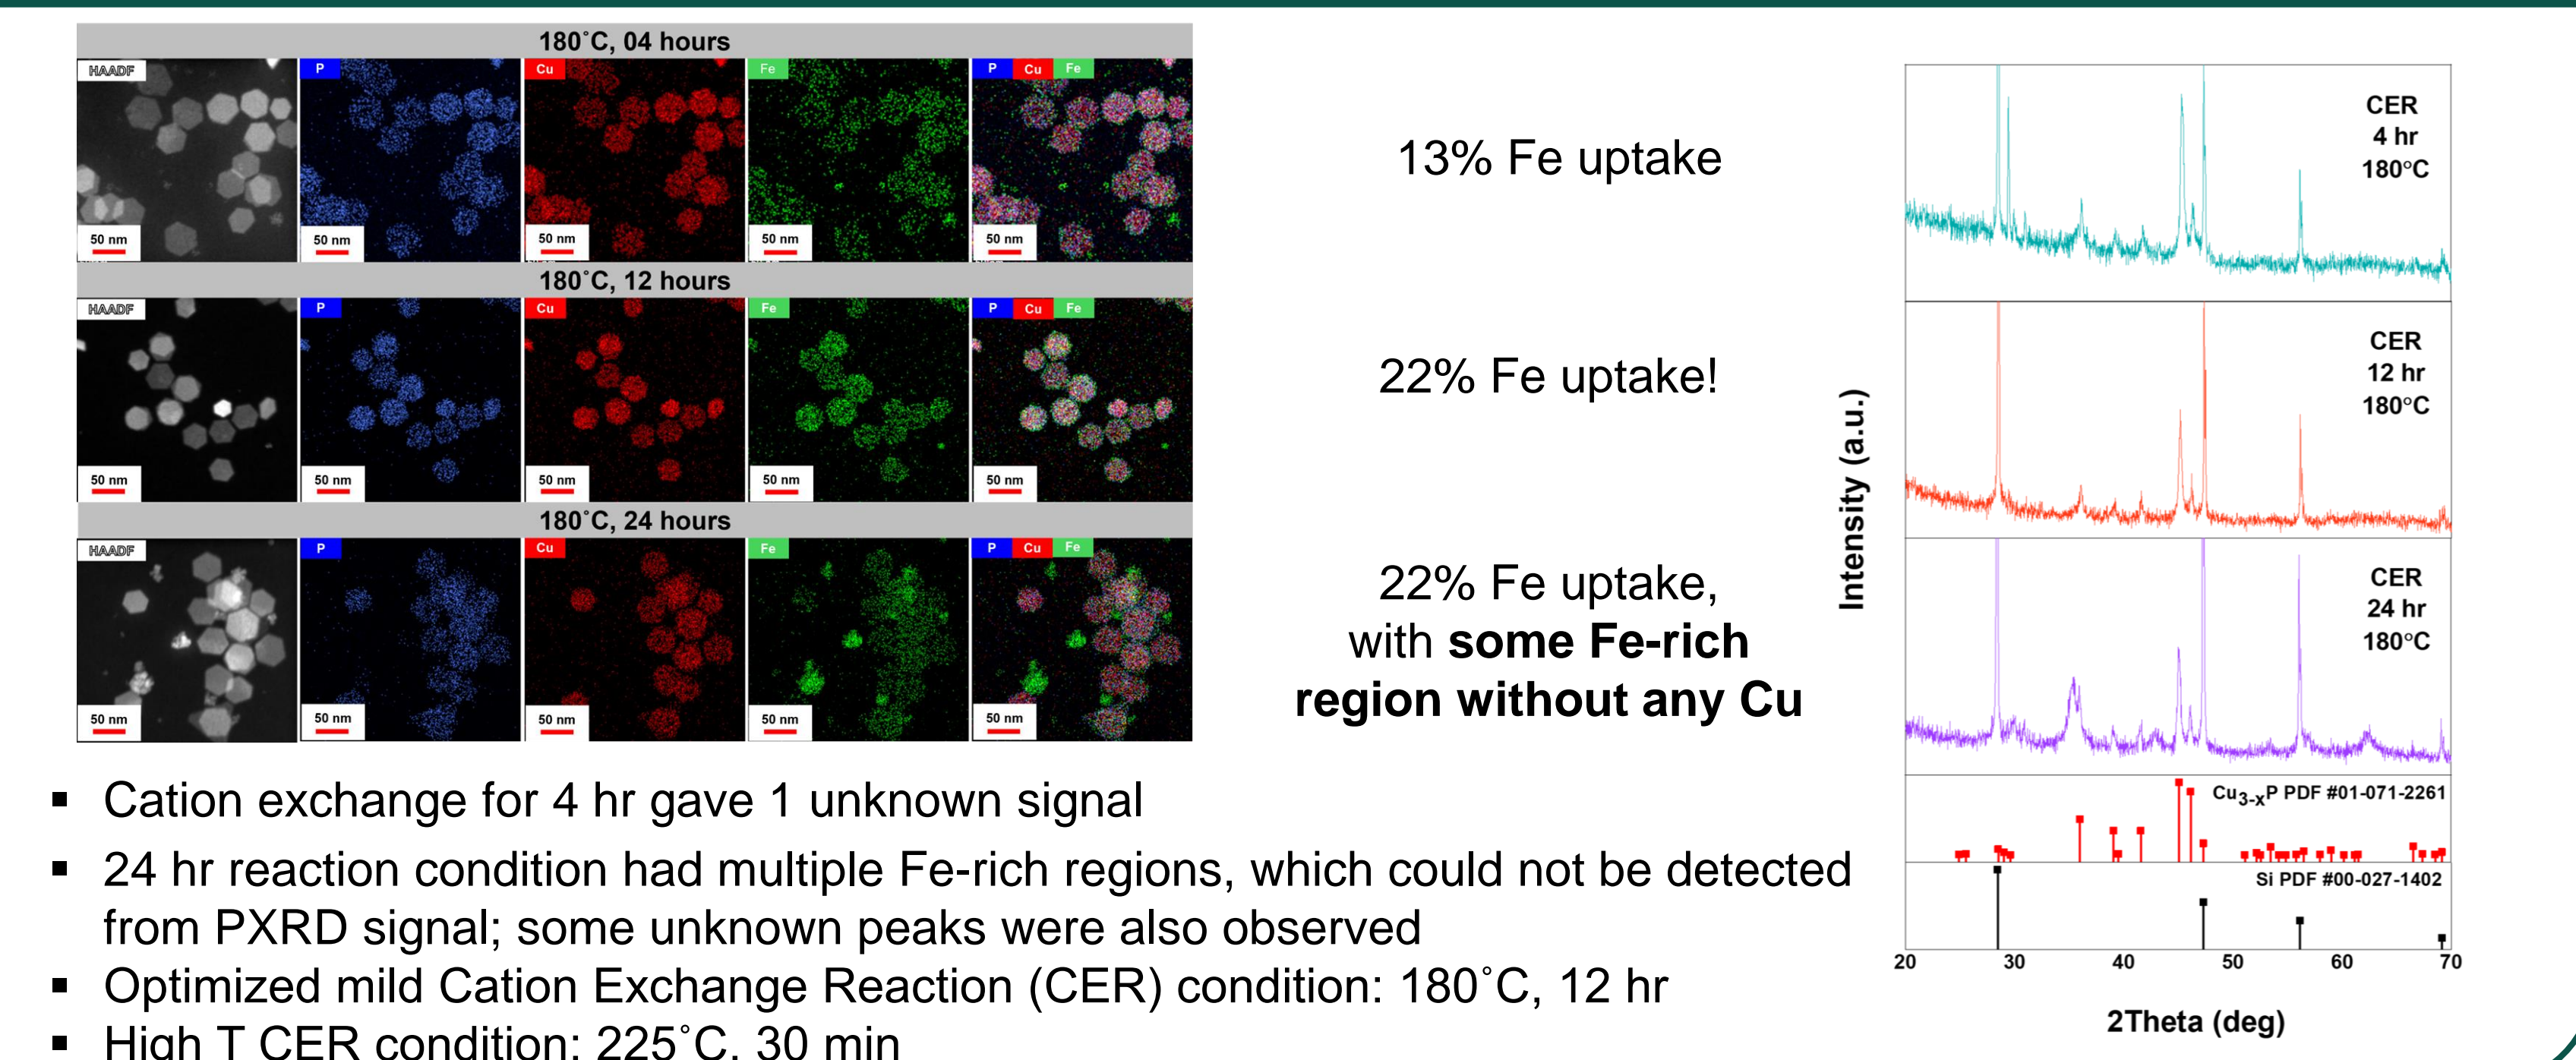 180˚C, 04 hours
HAADF
P
Cu
Fe
P Cu Fe
50 nm
50 nm
50 nm
50 nm
50 nm
180˚C, 12 hours
HAADF
P
Cu
Fe
P Cu Fe
50 nm
50 nm
50 nm
50 nm
50 nm
180˚C, 24 hours
HAADF
P
Cu
Fe
P Cu Fe
50 nm
50 nm
50 nm
50 nm
50 nm
13% Fe uptake
22% Fe uptake!
22% Fe uptake,
with some Fe-rich
region without any Cu
▪ Cation exchange for 4 hr gave 1 unknown signal
▪ 24 hr reaction condition had multiple Fe-rich regions, which could not be detected
from PXRD signal; some unknown peaks were also observed
▪ Optimized mild Cation Exchange Reaction (CER) condition: 180˚C, 12 hr
▪ High T CER condition: 225˚C, 30 min
Intensity (a.u.)
CER
4 hr
180°C
CER
12 hr
180°C
CER
24 hr
180°C
Cu3-xP PDF #01-071-2261
Si PDF #00-027-1402
20 30 40 50 60 70
2Theta (deg)